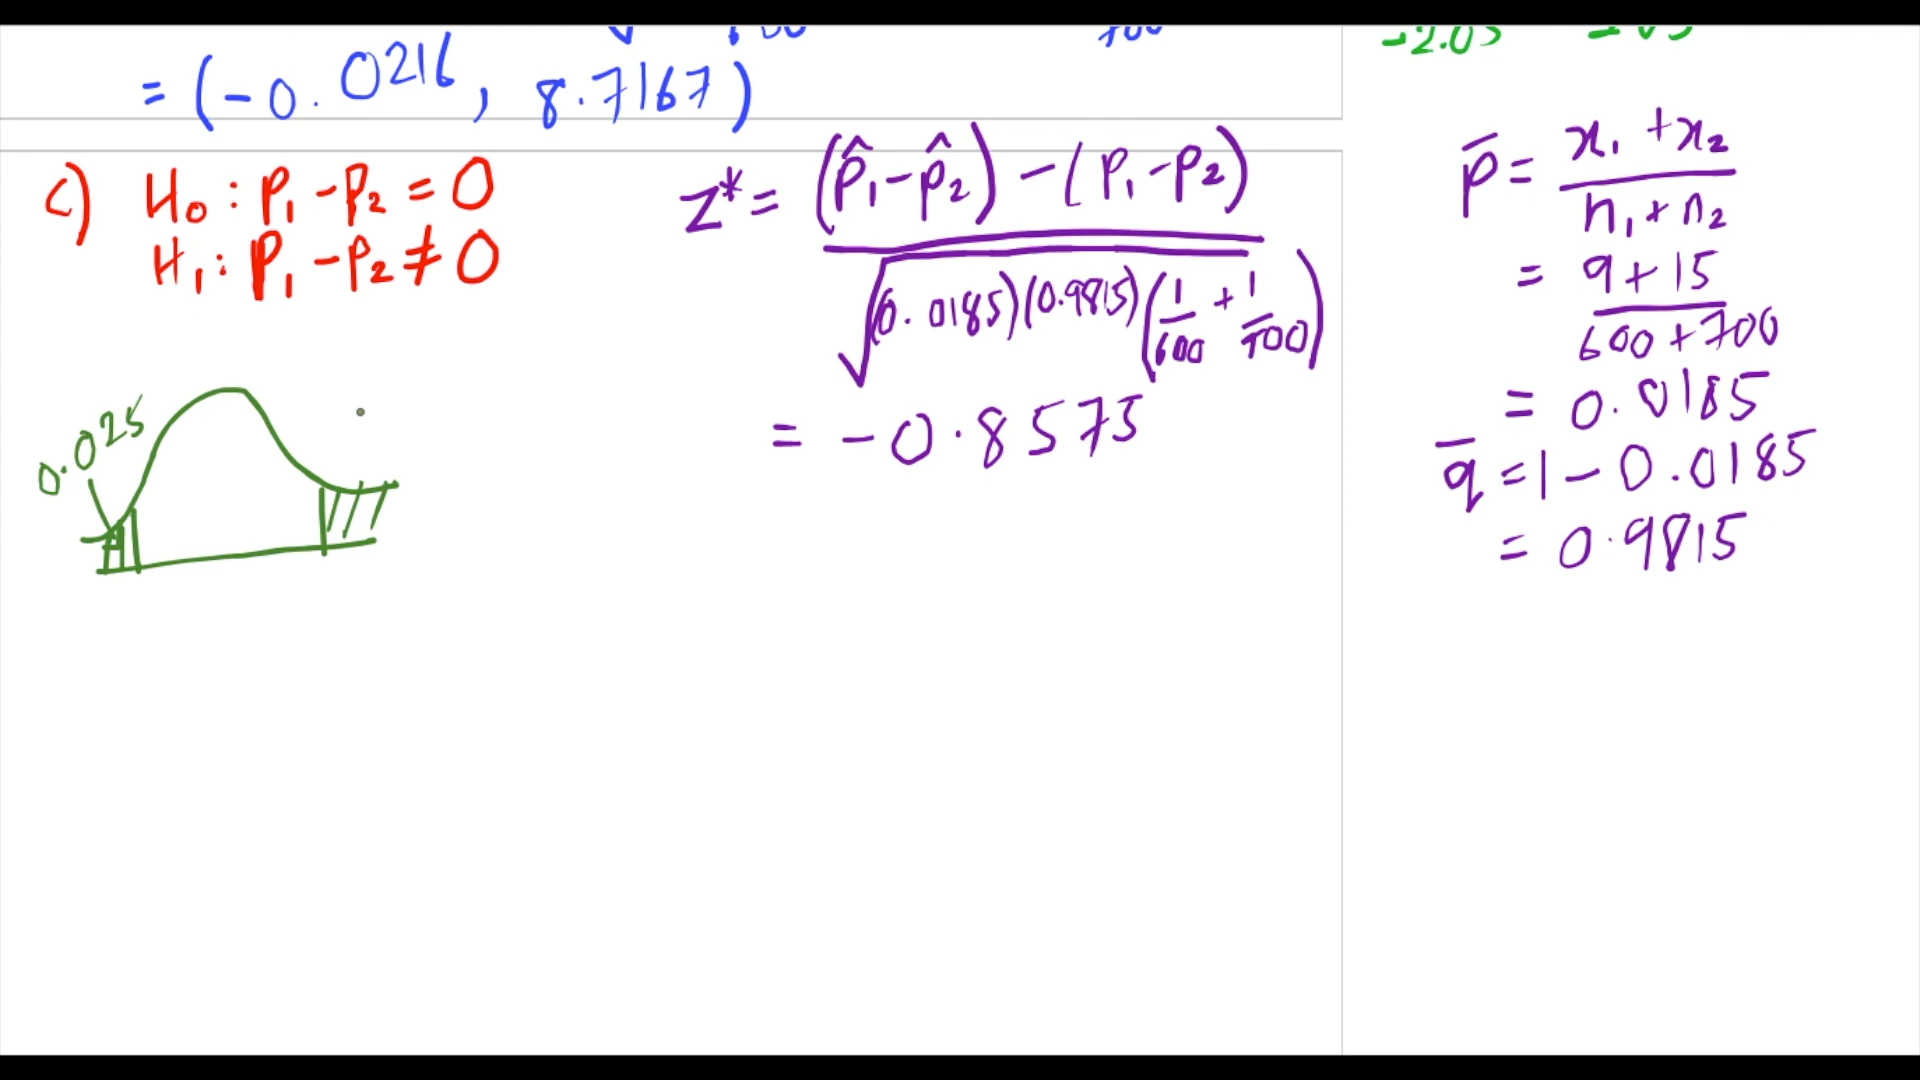 = (-0.0216, 8.7167)
-2.05
c) H₀ : P₁ - P₂ = 0
H₁ : P₁ - P₂ ≠ 0
0.025
z* = (p̂₁ - p̂₂) - (P₁ - P₂)
√(0.0185)(0.9815)(1/600 + 1/700)
= -0.8575
p̄ = x₁ + x₂
n₁ + n₂
= 9 + 15
600 + 700
= 0.0185
q̄ = 1 - 0.0185
= 0.9815